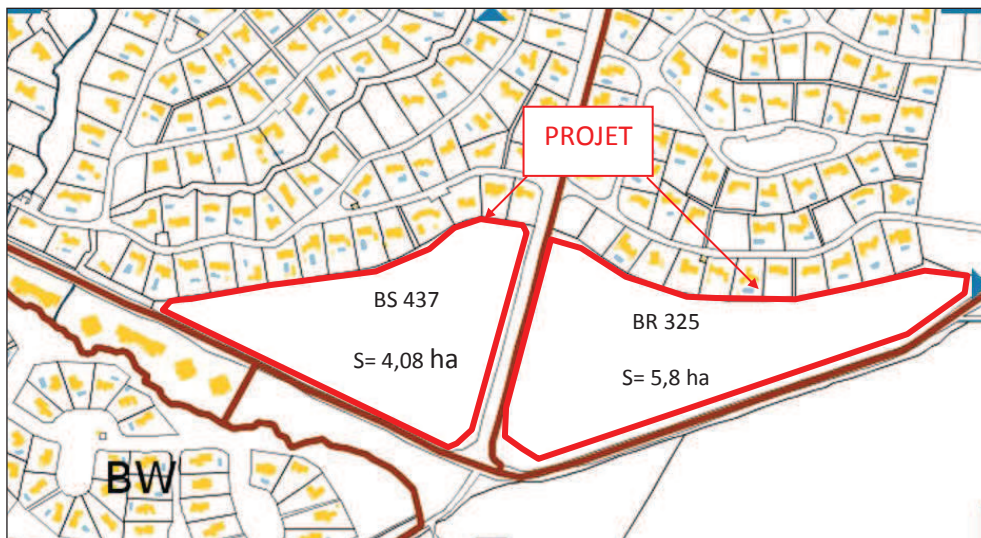 PROJET
BS 437
S= 4,08 ha
BR 325
S= 5,8 ha
BW